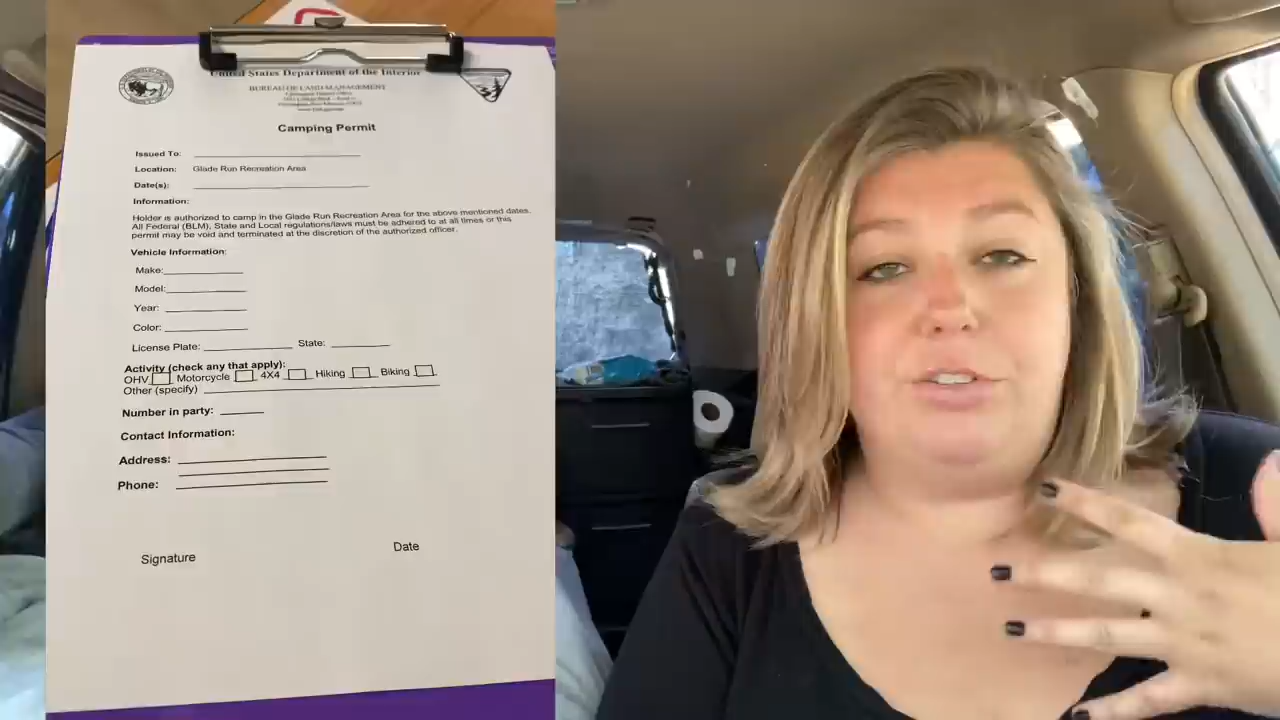 United States Department of the Interior
BUREAU OF LAND MANAGEMENT
Camping Permit
Issued To:
Location: Glade Run Recreation Area
Date(s):
Information:
Holder is authorized to camp in the Glade Run Recreation Area for the above mentioned dates.
All Federal (BLM), State and Local regulations/laws must be adhered to at all times or this
permit may be void and terminated at the discretion of the authorized officer.
Vehicle Information:
Make:
Model:
Year:
Color:
License Plate: State:
Activity (check any that apply):
OHV Motorcycle 4X4 Hiking Biking
Other (specify)
Number in party:
Contact Information:
Address:
Phone:
Signature Date